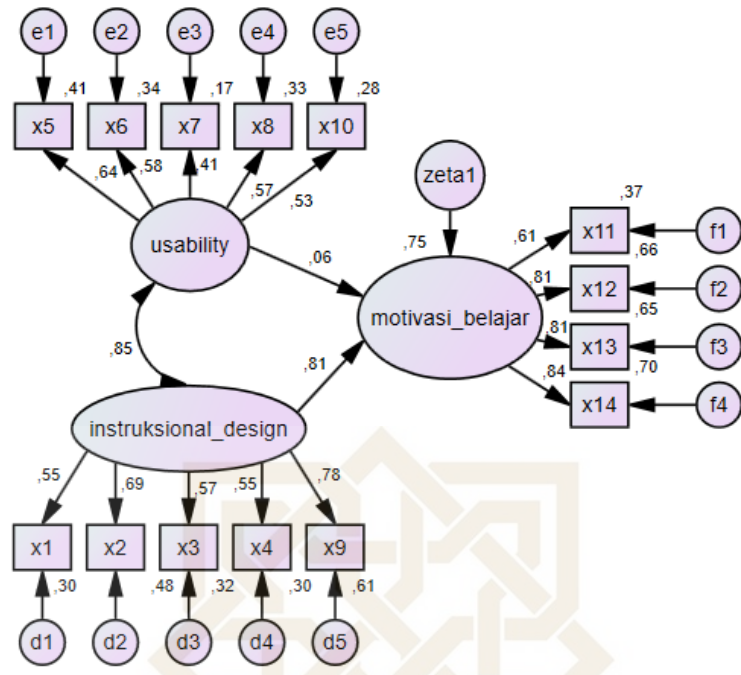 e1 e2 e3 e4 e5
,41 ,34 ,17 ,33 ,28
x5 x6 x7 x8 x10
,64 ,58 ,41 ,57 ,53
usability
zeta1
,75
,06
,37
x11 f1
,61
,66
x12 f2
,81
,65
motivasi_belajar
x13 f3
,81
,70
x14 f4
,84
,85
,81
instruksional_design
,55 ,69 ,57 ,55 ,78
x1 x2 x3 x4 x9
,30 ,48 ,32 ,30 ,61
d1 d2 d3 d4 d5